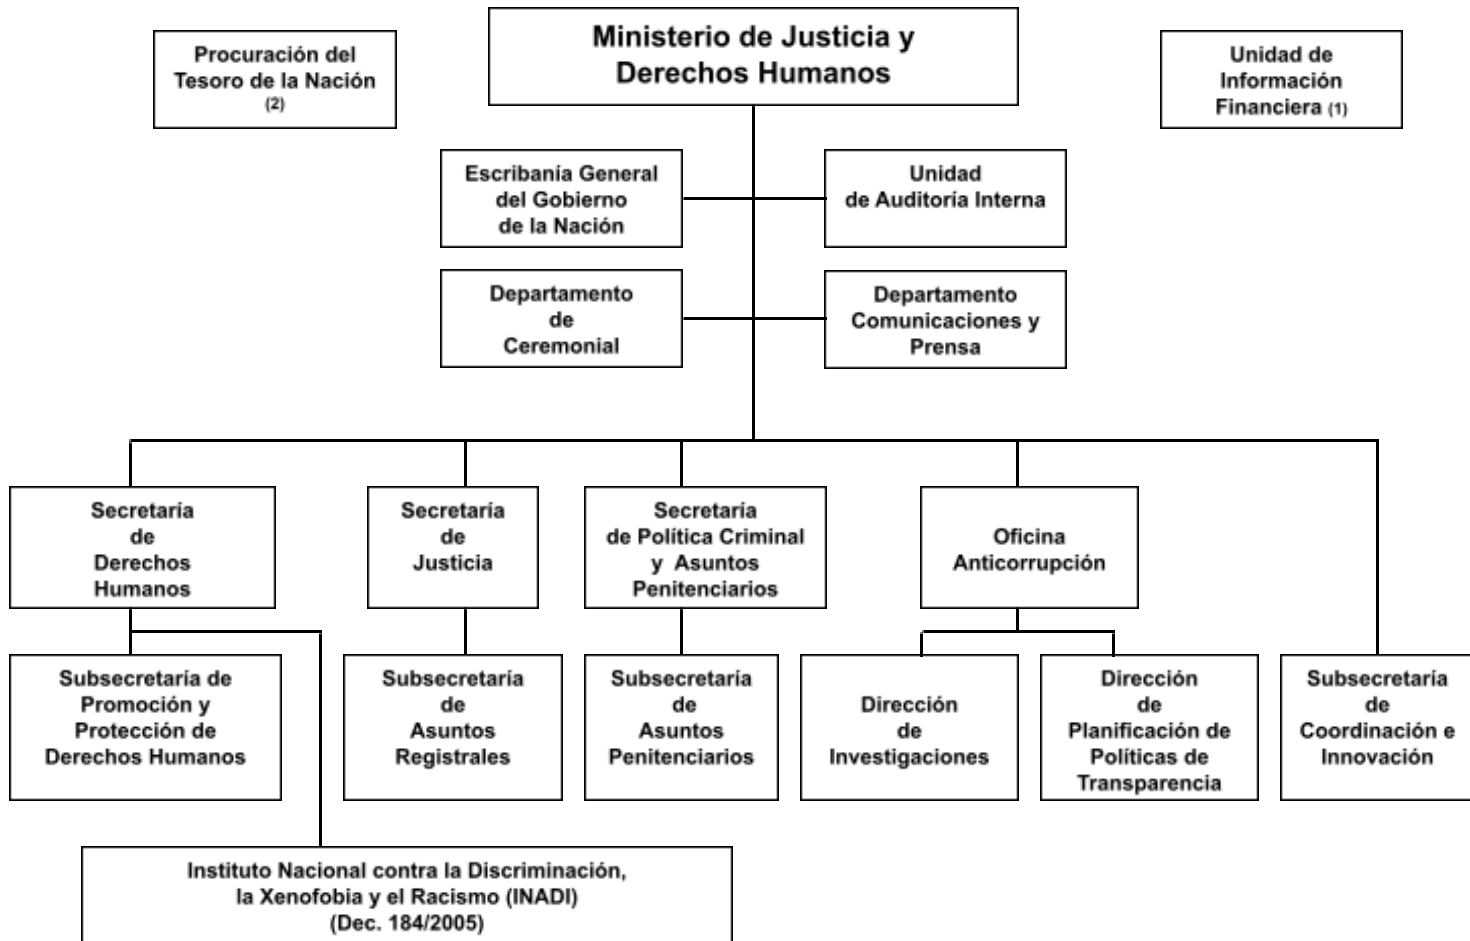 Ministerio de Justicia y
Derechos Humanos
Procuración del
Tesoro de la Nación
(2)
Unidad de
Información
Financiera (1)
Escribanía General
del Gobierno
de la Nación
Unidad
de Auditoría Interna
Departamento
de
Ceremonial
Departamento
Comunicaciones y
Prensa
Secretaría
de
Derechos
Humanos
Secretaría
de
Justicia
Secretaría
de Política Criminal
y Asuntos
Penitenciarios
Oficina
Anticorrupción
Subsecretaría de
Promoción y
Protección de
Derechos Humanos
Subsecretaría
de
Asuntos
Registrales
Subsecretaría
de
Asuntos
Penitenciarios
Dirección
de
Investigaciones
Dirección
de
Planificación de
Políticas de
Transparencia
Subsecretaría
de
Coordinación e
Innovación
Instituto Nacional contra la Discriminación,
la Xenofobia y el Racismo (INADI)
(Dec. 184/2005)